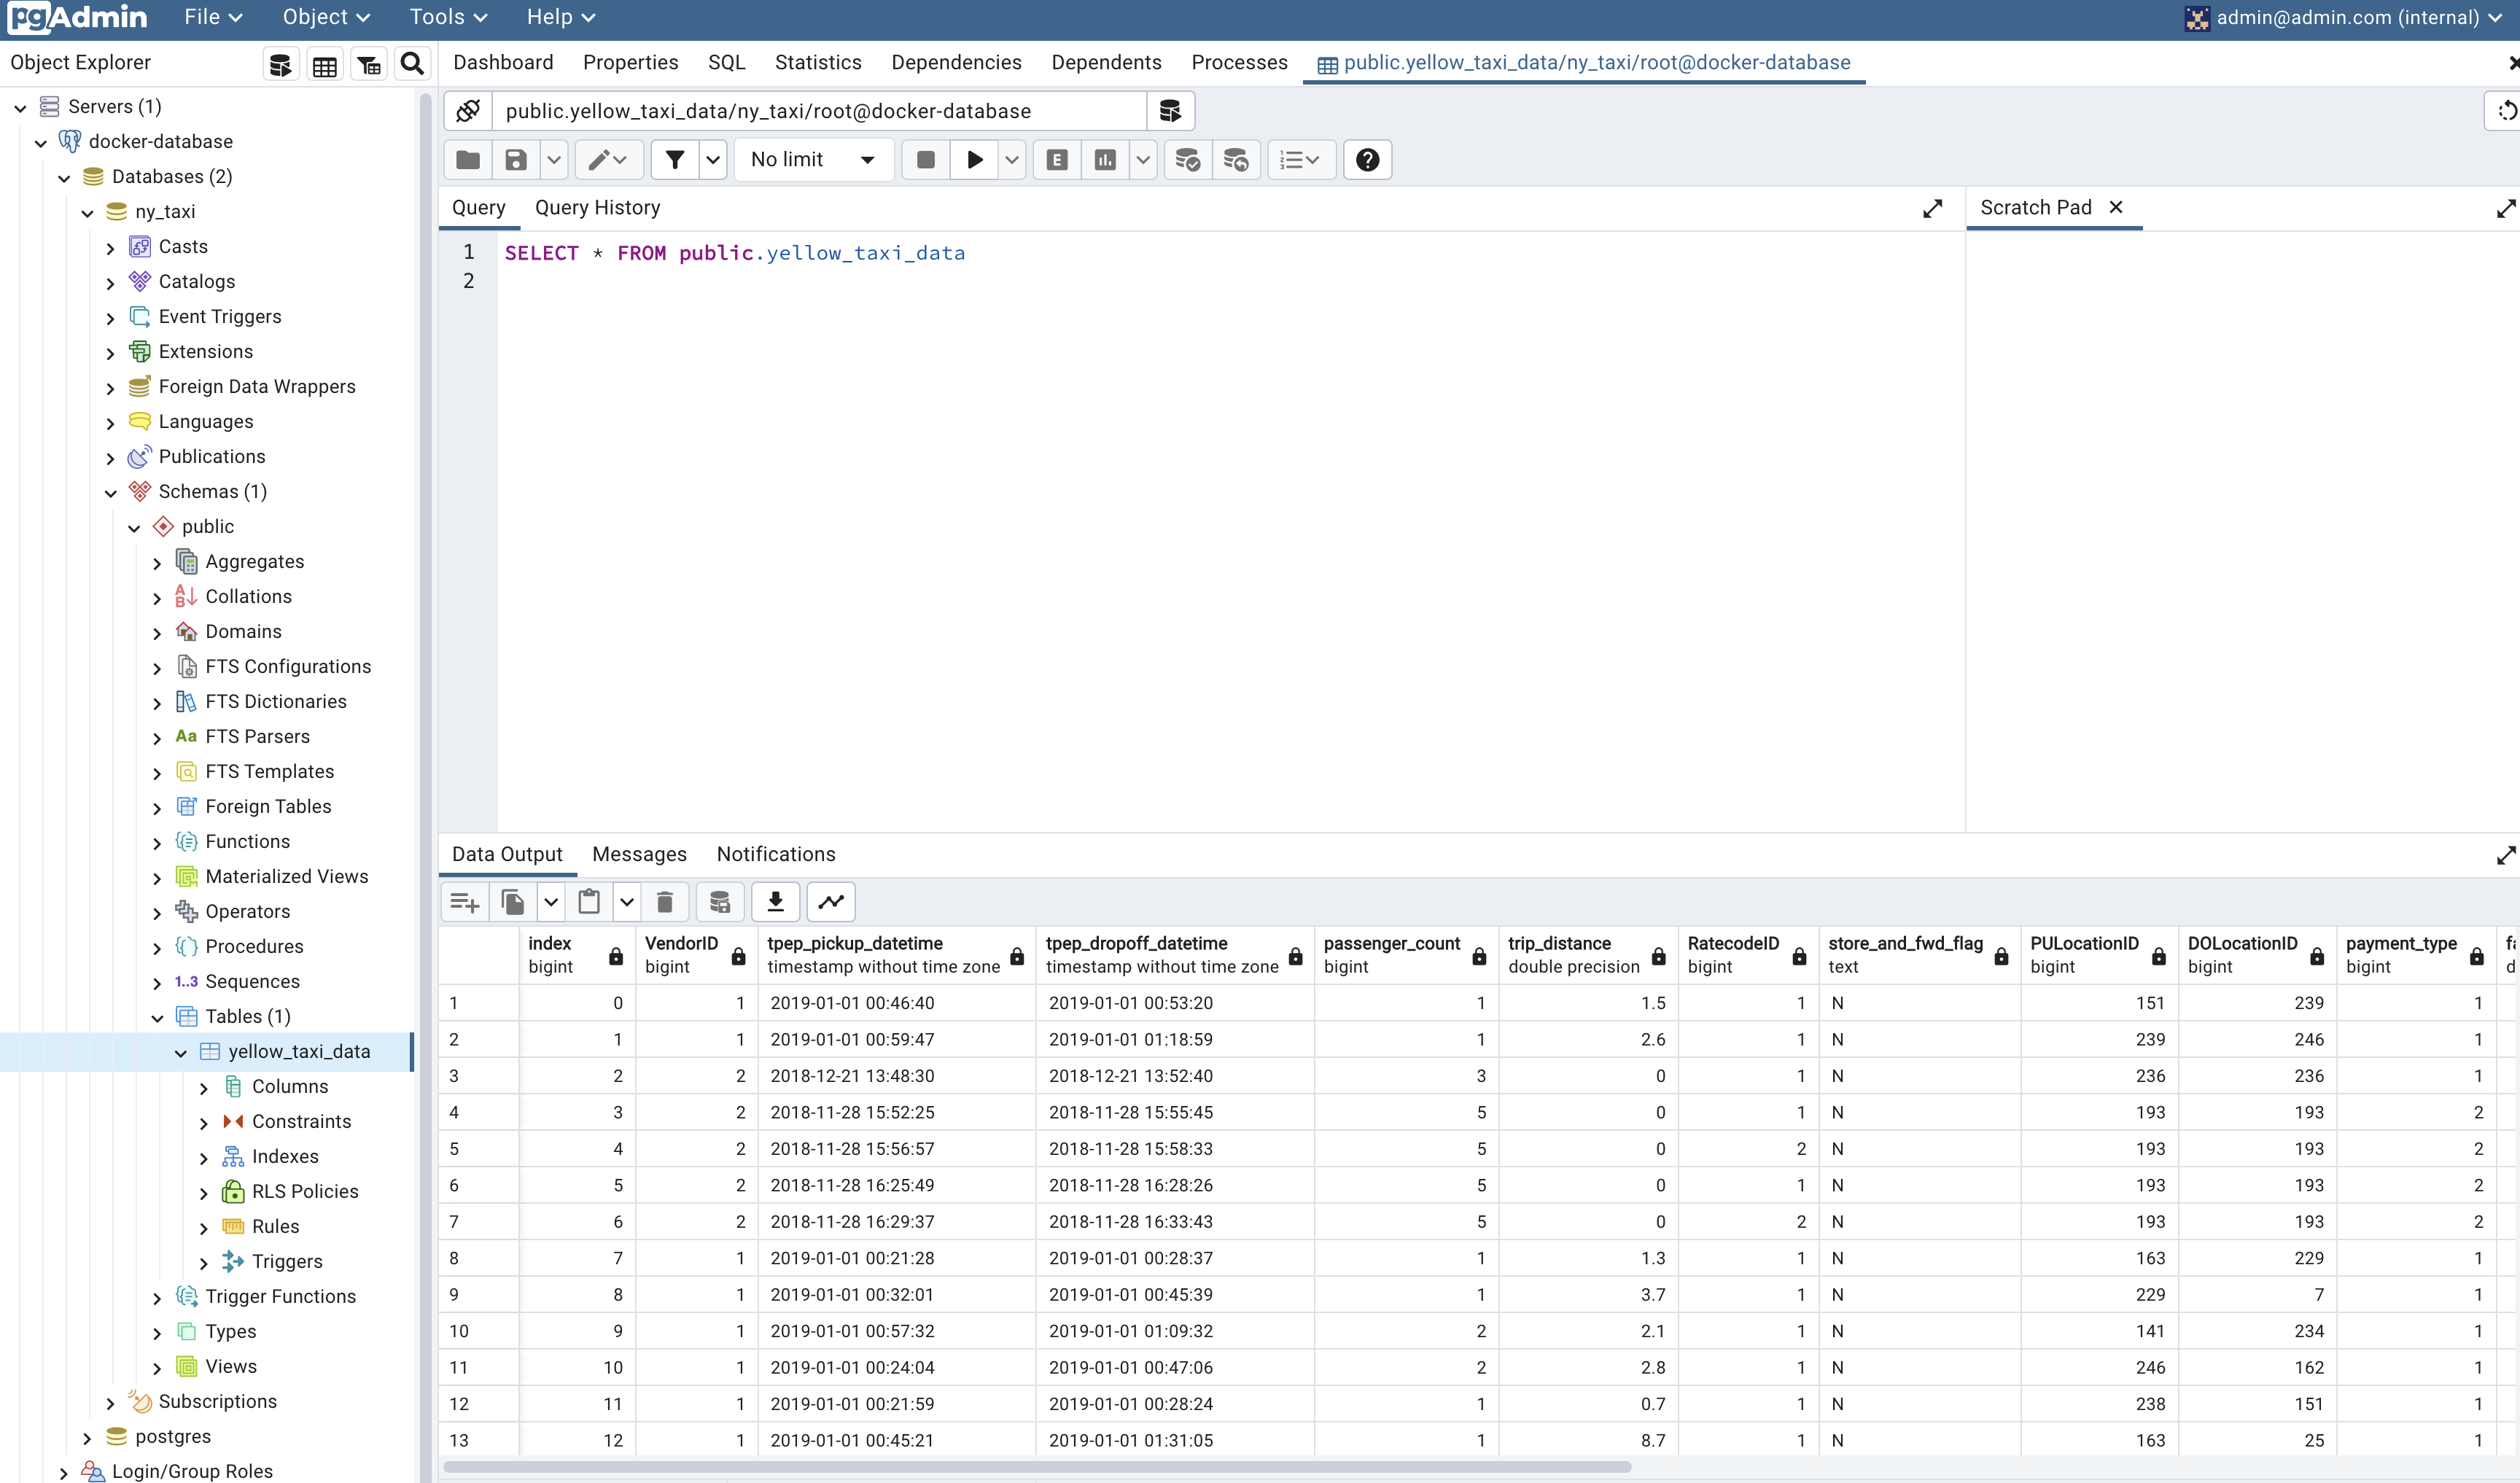 pgAdmin File Object Tools Help admin@admin.com (internal)
Object Explorer
Dashboard Properties SQL Statistics Dependencies Dependents Processes public.yellow_taxi_data/ny_taxi/root@docker-database
Servers (1)
docker-database
Databases (2)
ny_taxi
Casts
Catalogs
Event Triggers
Extensions
Foreign Data Wrappers
Languages
Publications
Schemas (1)
public
Aggregates
Collations
Domains
FTS Configurations
FTS Dictionaries
Aa FTS Parsers
FTS Templates
Foreign Tables
Functions
Materialized Views
Operators
Procedures
1..3 Sequences
Tables (1)
yellow_taxi_data
Columns
Constraints
Indexes
RLS Policies
Rules
Triggers
Trigger Functions
Types
Views
Subscriptions
postgres
Login/Group Roles
public.yellow_taxi_data/ny_taxi/root@docker-database
No limit E
Query Query History Scratch Pad
1 SELECT * FROM public.yellow_taxi_data
2
Data Output Messages Notifications
index VendorID tpep_pickup_datetime tpep_dropoff_datetime passenger_count trip_distance RatecodeID store_and_fwd_flag PULocationID DOLocationID payment_type
bigint bigint timestamp without time zone timestamp without time zone bigint double precision bigint text bigint bigint bigint
1 0 1 2019-01-01 00:46:40 2019-01-01 00:53:20 1 1.5 1 N 151 239 1
2 1 1 2019-01-01 00:59:47 2019-01-01 01:18:59 1 2.6 1 N 239 246 1
3 2 2 2018-12-21 13:48:30 2018-12-21 13:52:40 3 0 1 N 236 236 1
4 3 2 2018-11-28 15:52:25 2018-11-28 15:55:45 5 0 1 N 193 193 2
5 4 2 2018-11-28 15:56:57 2018-11-28 15:58:33 5 0 2 N 193 193 2
6 5 2 2018-11-28 16:25:49 2018-11-28 16:28:26 5 0 1 N 193 193 2
7 6 2 2018-11-28 16:29:37 2018-11-28 16:33:43 5 0 2 N 193 193 2
8 7 1 2019-01-01 00:21:28 2019-01-01 00:28:37 1 1.3 1 N 163 229 1
9 8 1 2019-01-01 00:32:01 2019-01-01 00:45:39 1 3.7 1 N 229 7 1
10 9 1 2019-01-01 00:57:32 2019-01-01 01:09:32 2 2.1 1 N 141 234 1
11 10 1 2019-01-01 00:24:04 2019-01-01 00:47:06 2 2.8 1 N 246 162 1
12 11 1 2019-01-01 00:21:59 2019-01-01 00:28:24 1 0.7 1 N 238 151 1
13 12 1 2019-01-01 00:45:21 2019-01-01 01:31:05 1 8.7 1 N 163 25 1